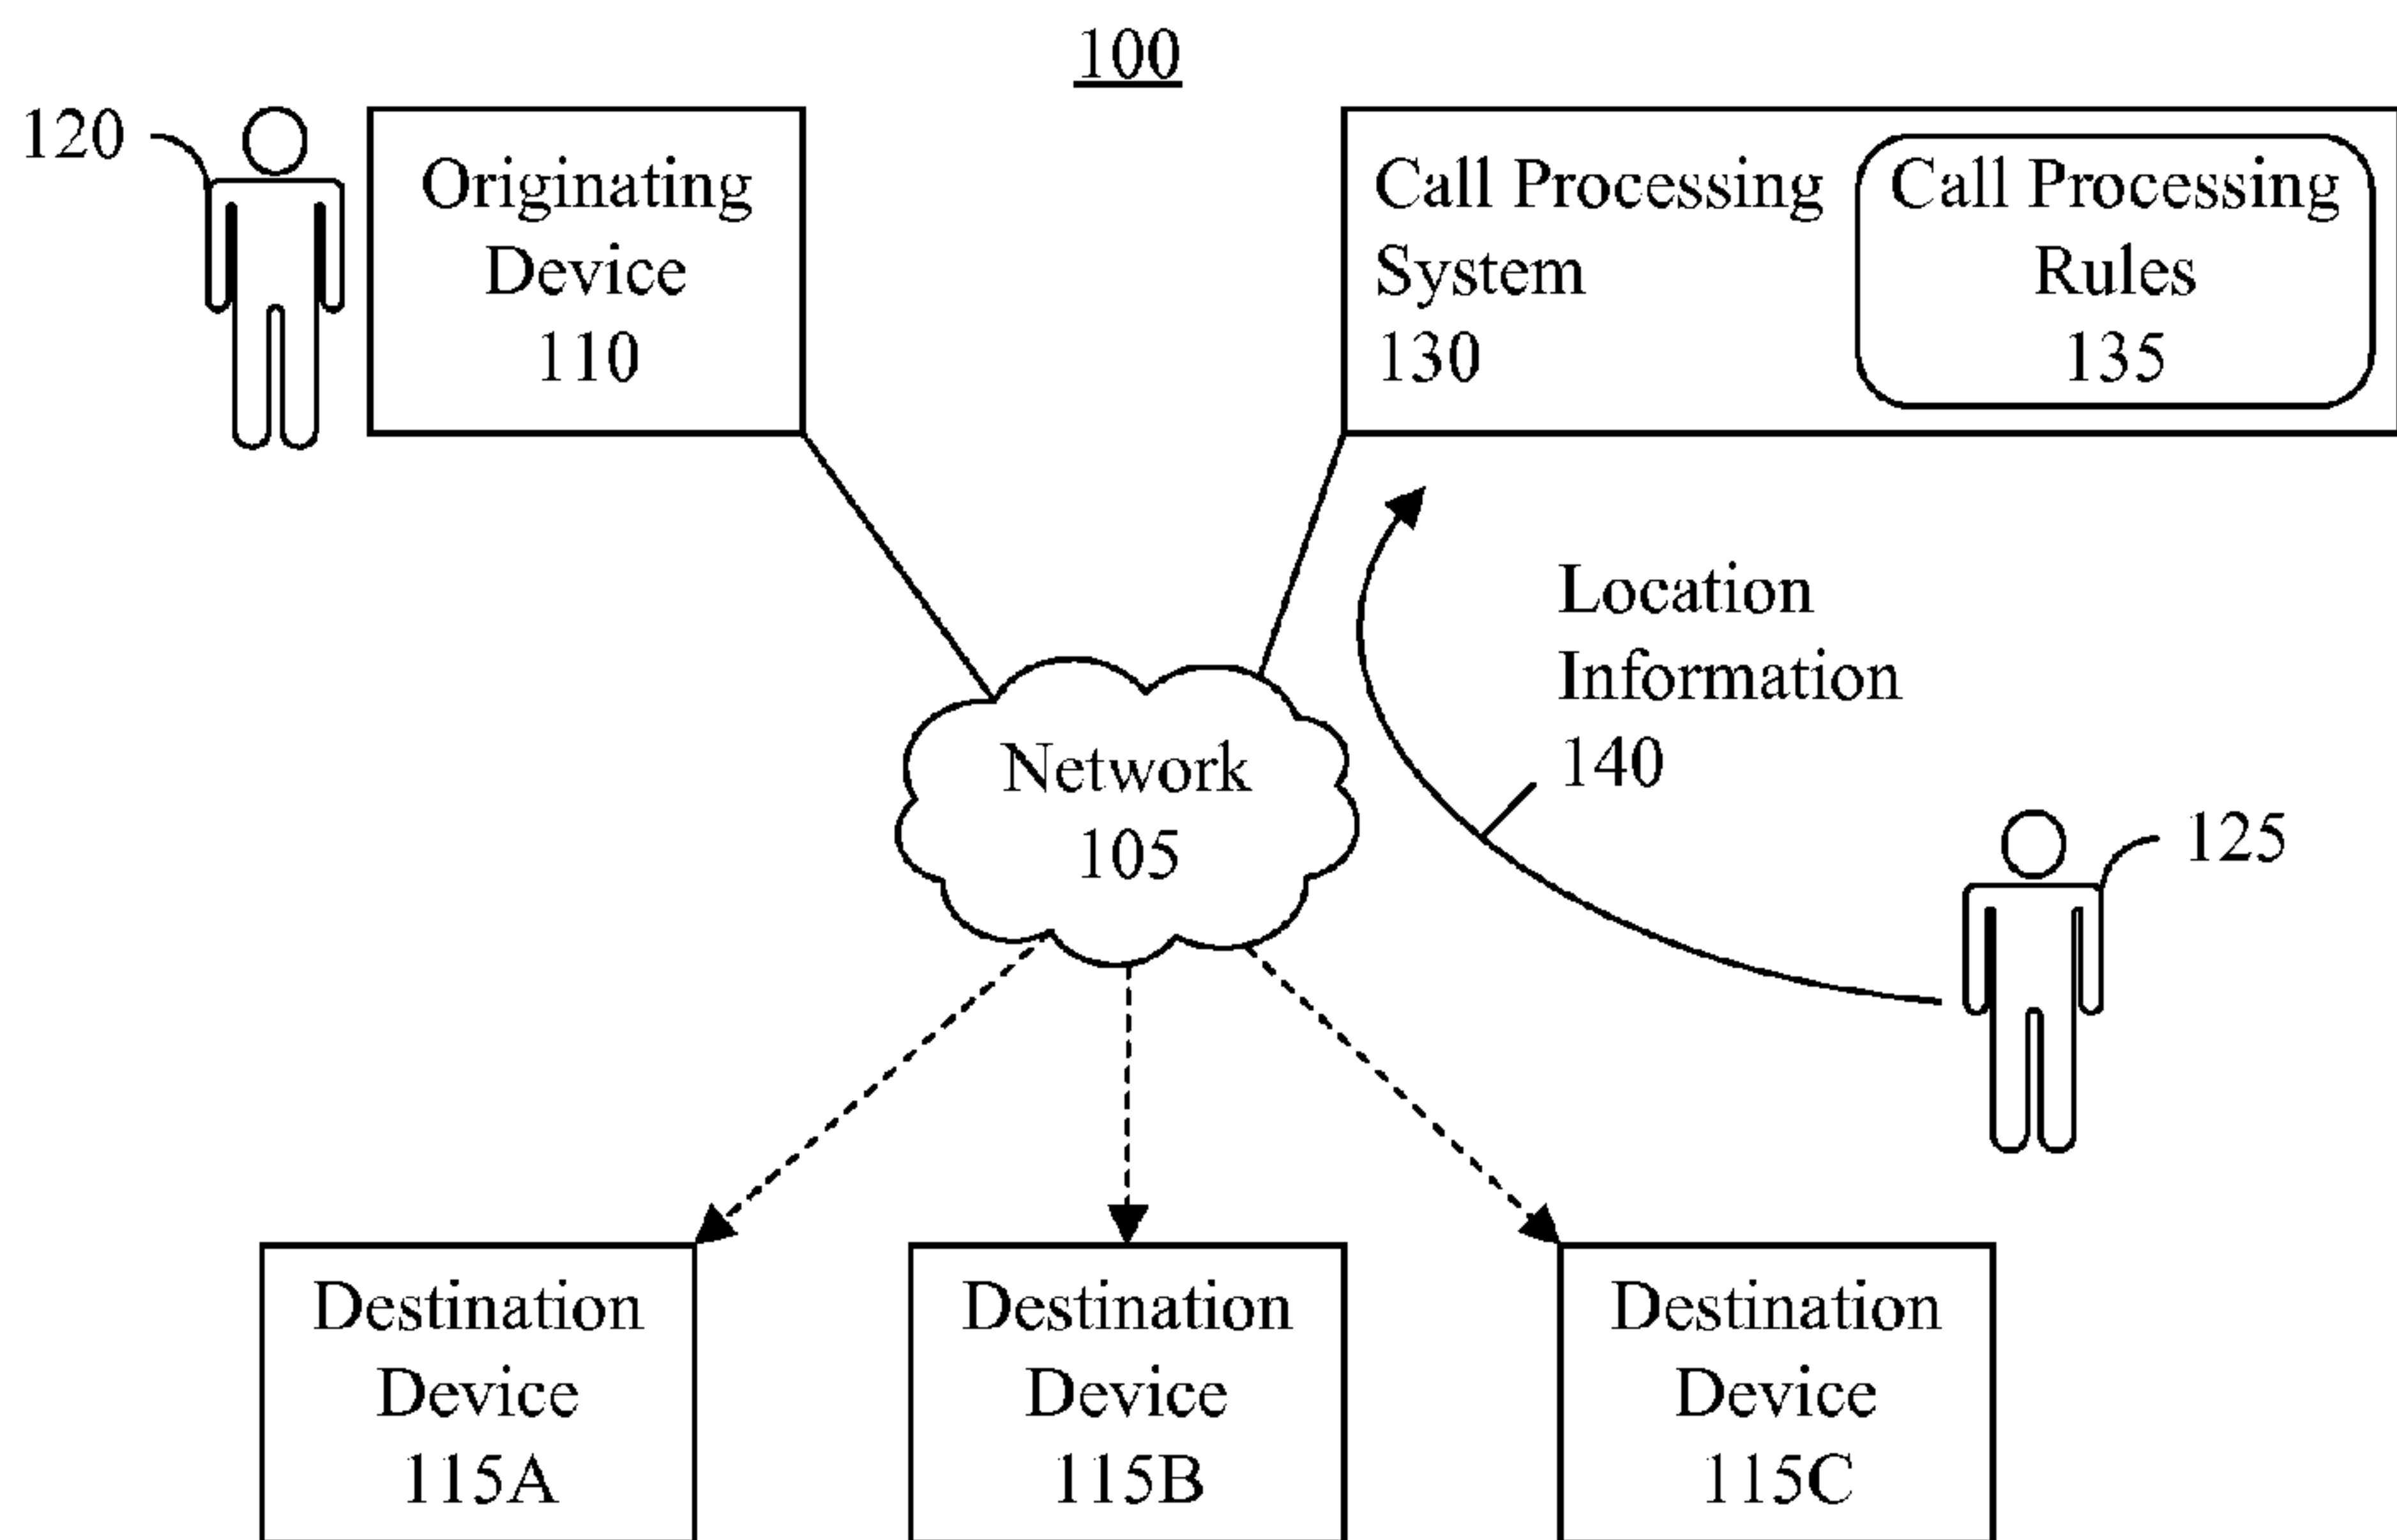 100
120
Originating
Device
110
Call Processing
System
130
Call Processing
Rules
135
Location
Information
140
Network
105
125
Destination
Device
115A
Destination
Device
115B
Destination
Device
115C